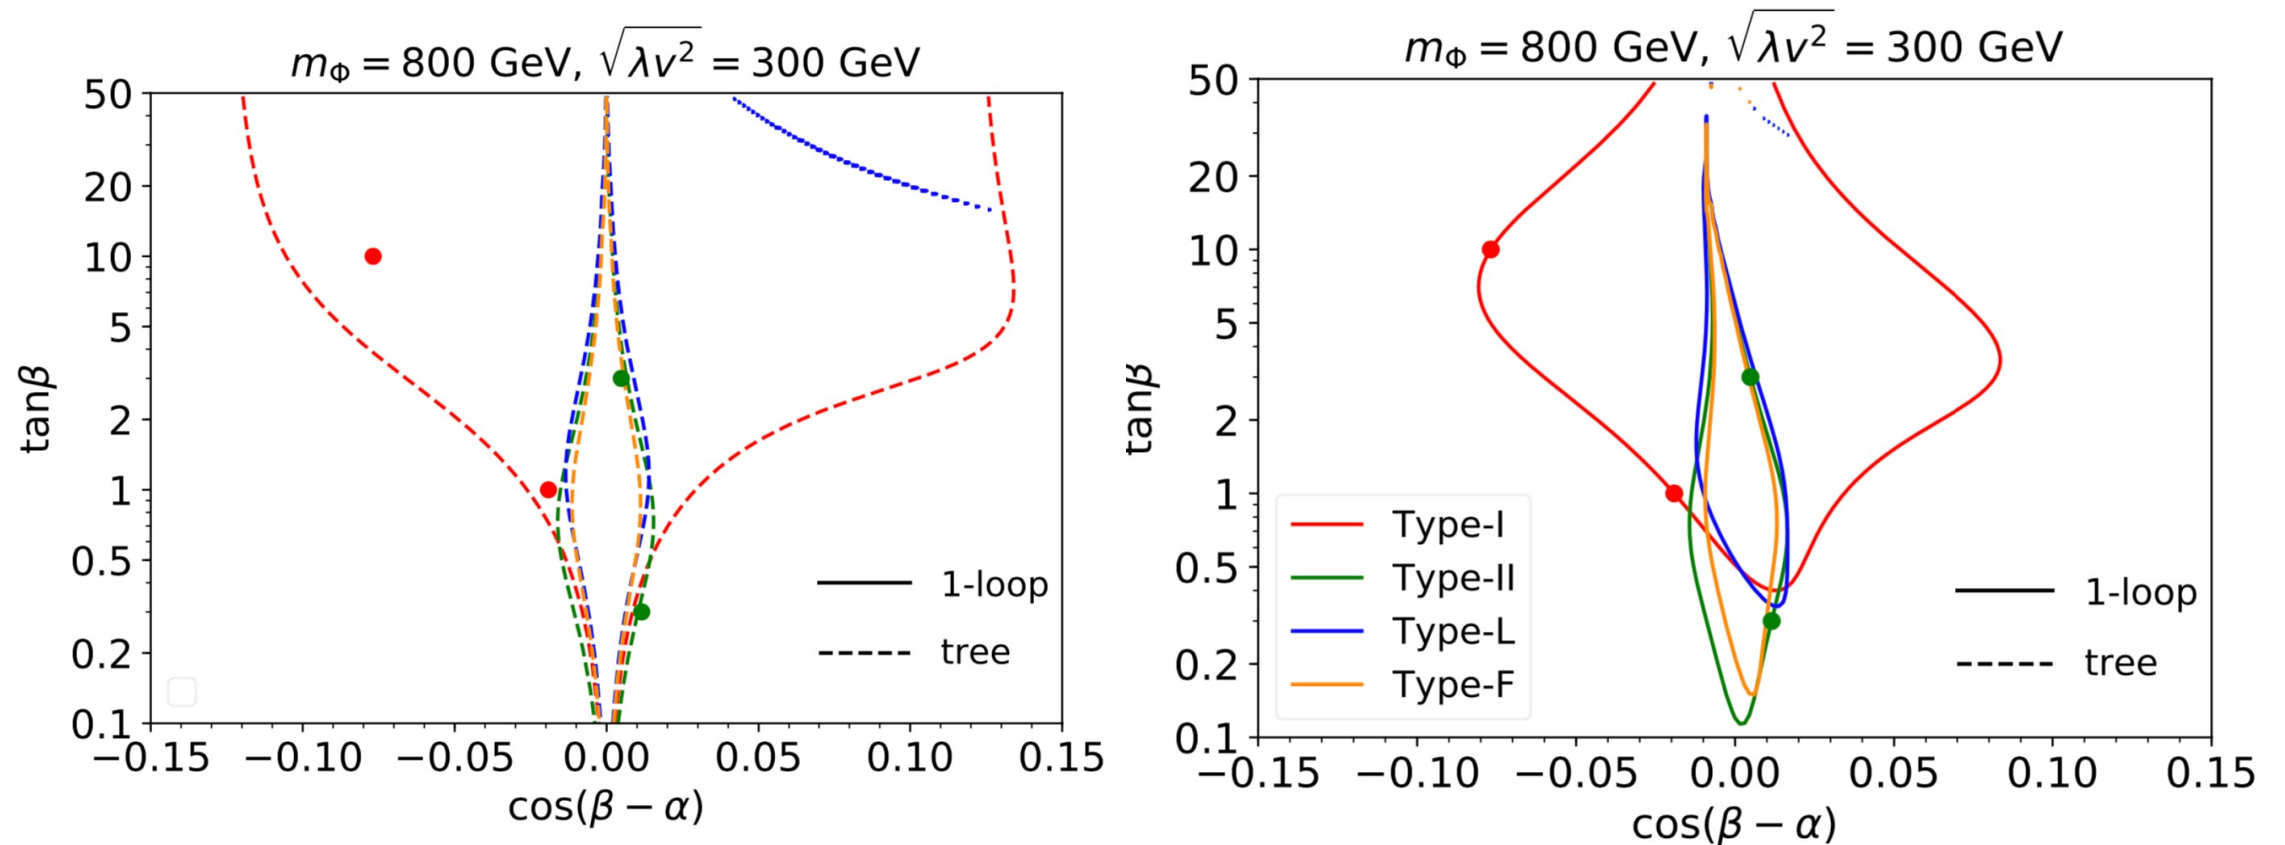 m_Φ = 800 GeV, √λv² = 300 GeV
50
20
10
5
2
1
0.5
0.2
0.1
tanβ
1-loop
tree
−0.15 −0.10 −0.05 0.00 0.05 0.10 0.15
cos(β − α)
m_Φ = 800 GeV, √λv² = 300 GeV
50
20
10
5
2
1
0.5
0.2
0.1
tanβ
Type-I
Type-II
Type-L
Type-F
1-loop
tree
−0.15 −0.10 −0.05 0.00 0.05 0.10 0.15
cos(β − α)